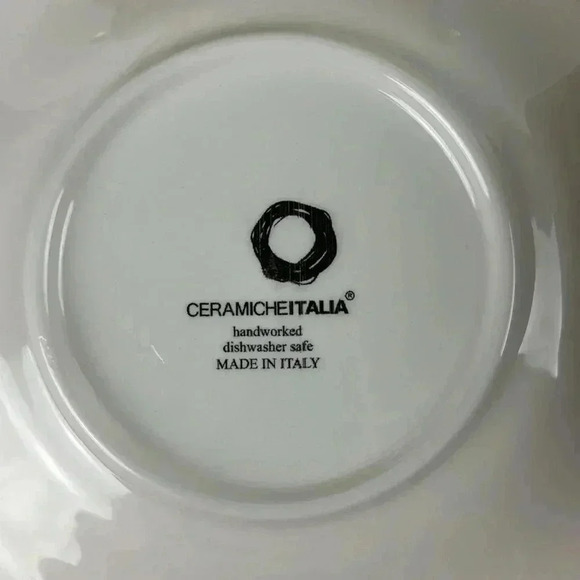 CERAMICHEITALIA®
handworked
dishwasher safe
MADE IN ITALY